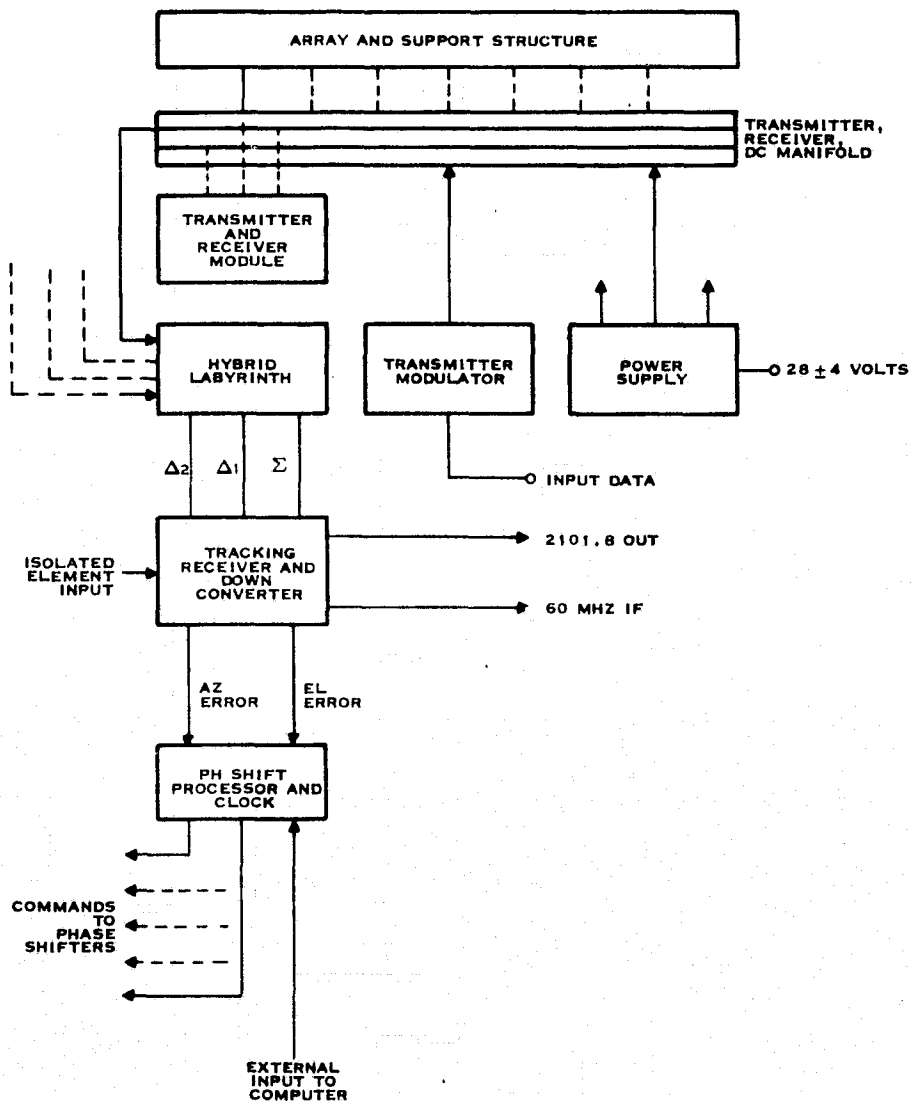 ARRAY AND SUPPORT STRUCTURE
TRANSMITTER,
RECEIVER,
DC MANIFOLD
TRANSMITTER
AND
RECEIVER
MODULE
HYBRID
LABYRINTH
TRANSMITTER
MODULATOR
POWER
SUPPLY
28 ± 4 VOLTS
Δ2 Δ1 Σ
INPUT DATA
ISOLATED
ELEMENT
INPUT
TRACKING
RECEIVER AND
DOWN
CONVERTER
2101.8 OUT
60 MHZ IF
AZ
ERROR
EL
ERROR
PH SHIFT
PROCESSOR AND
CLOCK
COMMANDS
TO
PHASE
SHIFTERS
EXTERNAL
INPUT TO
COMPUTER